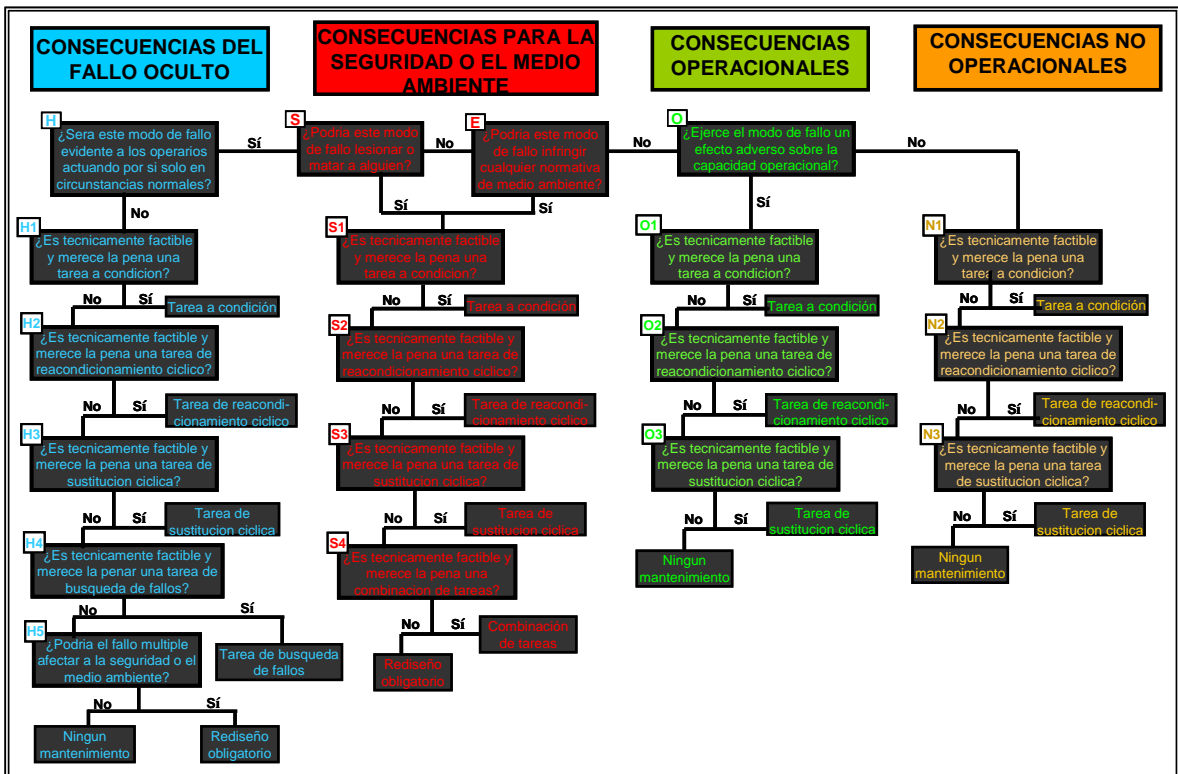 CONSECUENCIAS DEL
FALLO OCULTO
CONSECUENCIAS PARA LA
SEGURIDAD O EL MEDIO
AMBIENTE
CONSECUENCIAS
OPERACIONALES
CONSECUENCIAS NO
OPERACIONALES
H
¿Sera este modo de fallo
evidente a los operarios
actuando por si solo en
circunstancias normales?
Sí
No
S
¿Podria este modo
de fallo lesionar o
matar a alguien?
No
Sí
E
¿Podria este modo
de fallo infringir
cualquier normativa
de medio ambiente?
No
Sí
O
¿Ejerce el modo de fallo un
efecto adverso sobre la
capacidad operacional?
No
Sí
H1
¿Es tecnicamente factible
y merece la pena una
tarea a condicion?
No
Sí
Tarea a condición
H2
¿Es tecnicamente factible y
merece la pena una tarea de
reacondicionamiento ciclico?
No
Sí
Tarea de reacondi-
cionamiento ciclico
H3
¿Es tecnicamente factible y
merece la pena una tarea de
sustitucion ciclica?
No
Sí
Tarea de
sustitucion ciclica
H4
¿Es tecnicamente factible y
merece la penar una tarea de
busqueda de fallos?
No
Sí
Tarea de busqueda
de fallos
H5
¿Podria el fallo multiple
afectar a la seguridad o el
medio ambiente?
No
Sí
Ningun
mantenimiento
Rediseño
obligatorio
S1
¿Es tecnicamente factible
y merece la pena una
tarea a condicion?
No
Sí
Tarea a condición
S2
¿Es tecnicamente factible y
merece la pena una tarea de
reacondicionamiento ciclico?
No
Sí
Tarea de reacondi-
cionamiento ciclico
S3
¿Es tecnicamente factible y
merece la pena una tarea de
sustitucion ciclica?
No
Sí
Tarea de
sustitucion ciclica
S4
¿Es tecnicamente factible y
merece la pena una
combinacion de tareas?
No
Sí
Combinación
de tareas
Rediseño
obligatorio
O1
¿Es tecnicamente factible
y merece la pena una
tarea a condicion?
No
Sí
Tarea a condición
O2
¿Es tecnicamente factible y
merece la pena una tarea de
reacondicionamiento ciclico?
No
Sí
Tarea de reacondi-
cionamiento ciclico
O3
¿Es tecnicamente factible y
merece la pena una tarea de
sustitucion ciclica?
No
Sí
Tarea de
sustitucion ciclica
Ningun
mantenimiento
N1
¿Es tecnicamente factible
y merece la pena una
tarea a condicion?
No
Sí
Tarea a condición
N2
¿Es tecnicamente factible y
merece la pena una tarea de
reacondicionamiento ciclico?
No
Sí
Tarea de reacondi-
cionamiento ciclico
N3
¿Es tecnicamente factible
y merece la pena una tarea
de sustitucion ciclica?
No
Sí
Tarea de
sustitucion ciclica
Ningun
mantenimiento